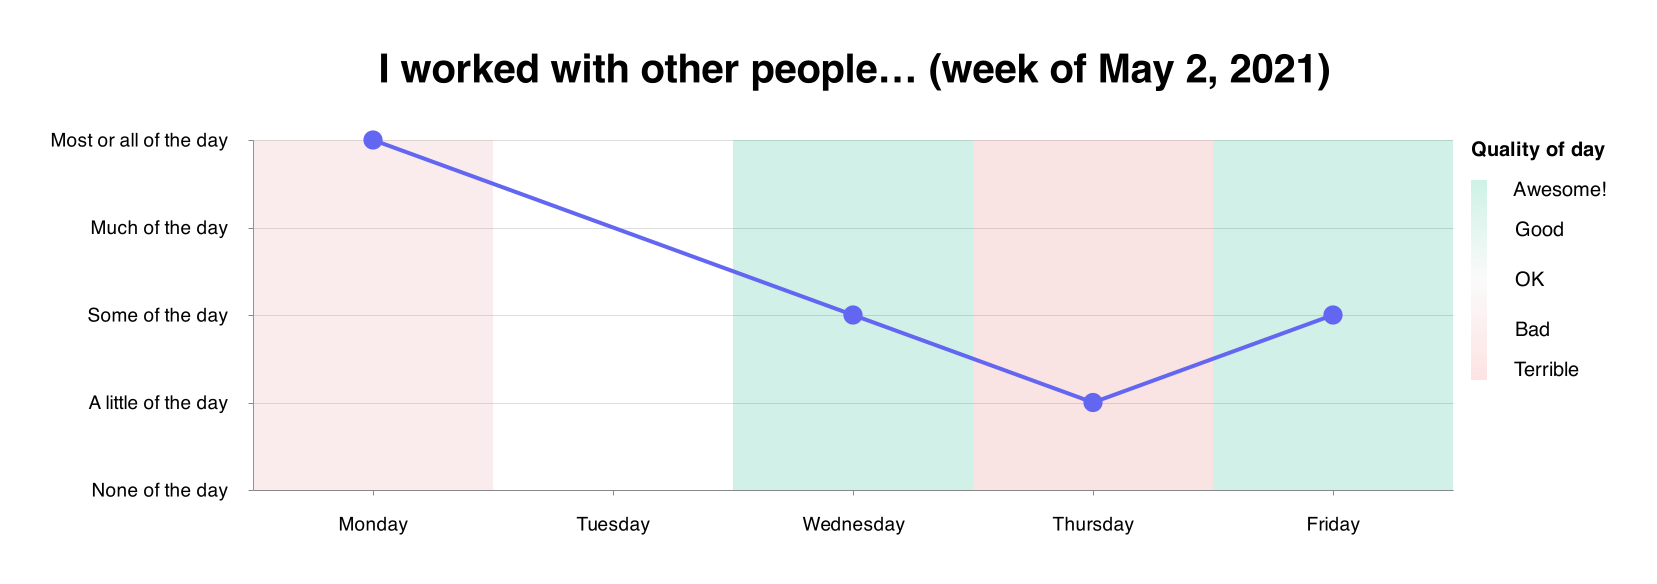 I worked with other people… (week of May 2, 2021)
Most or all of the day
Much of the day
Some of the day
A little of the day
None of the day
Monday
Tuesday
Wednesday
Thursday
Friday
Quality of day
Awesome!
Good
OK
Bad
Terrible